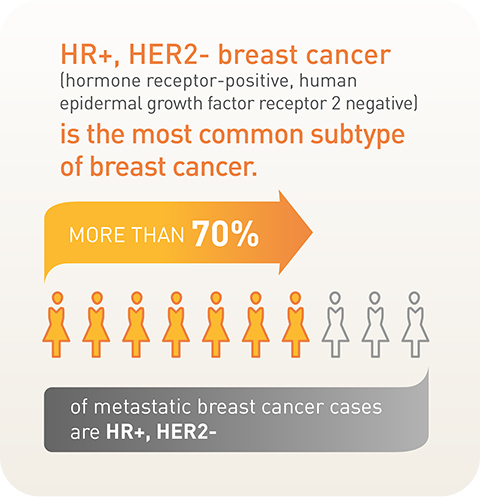 HR+, HER2- breast cancer
(hormone receptor-positive, human
epidermal growth factor receptor 2 negative)
is the most common subtype
of breast cancer.
MORE THAN 70%
of metastatic breast cancer cases
are HR+, HER2-